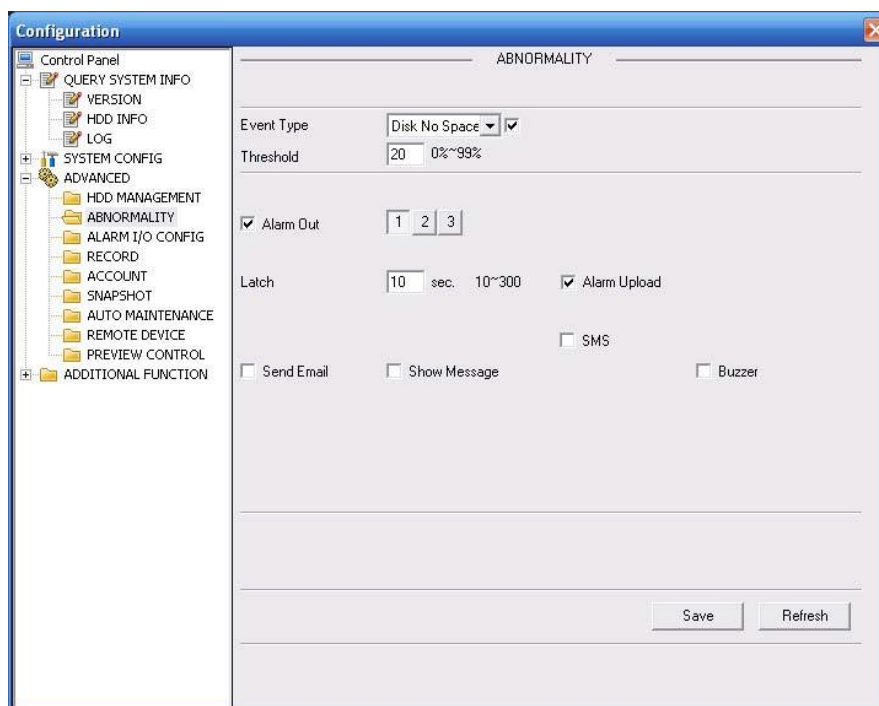 Configuration
Control Panel
QUERY SYSTEM INFO
VERSION
HDD INFO
LOG
SYSTEM CONFIG
ADVANCED
HDD MANAGEMENT
ABNORMALITY
ALARM I/O CONFIG
RECORD
ACCOUNT
SNAPSHOT
AUTO MAINTENANCE
REMOTE DEVICE
PREVIEW CONTROL
ADDITIONAL FUNCTION
ABNORMALITY
Event Type Disk No Space
Threshold 20 0%~99%
Alarm Out 1 2 3
Latch 10 sec. 10~300 Alarm Upload
SMS
Send Email Show Message Buzzer
Save Refresh